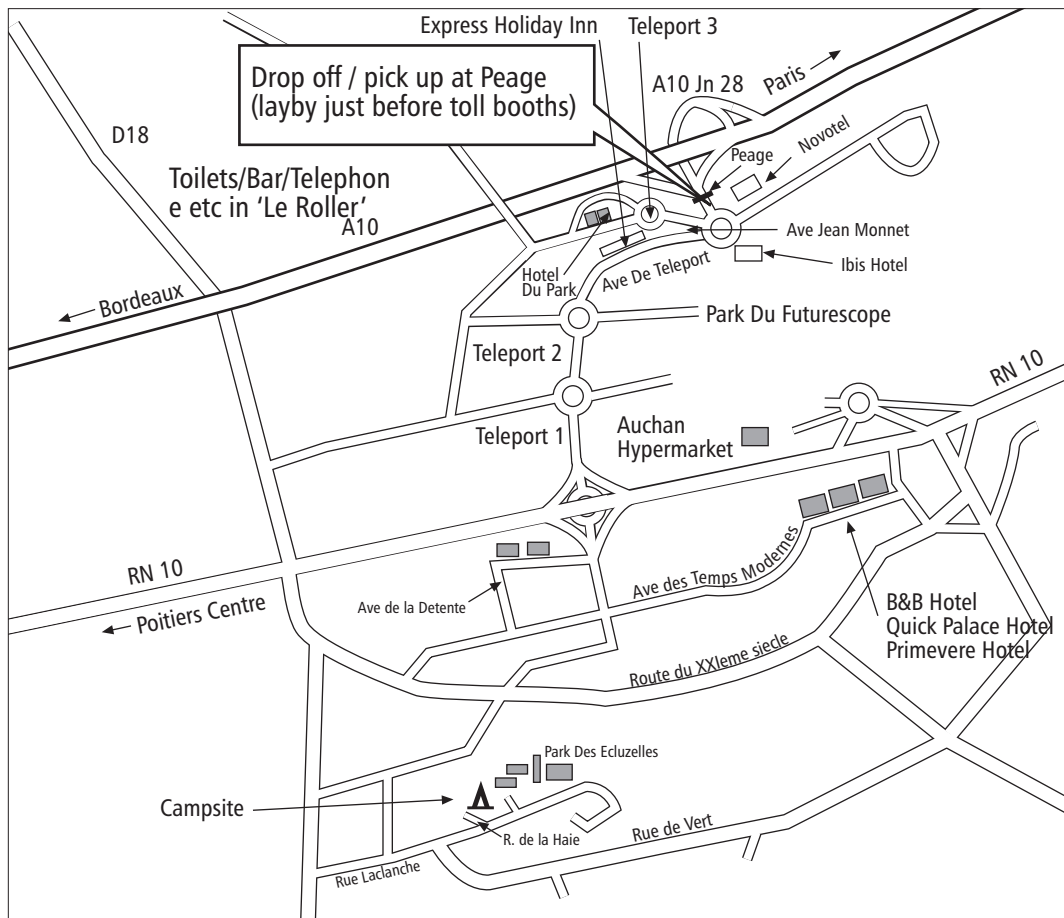 Express Holiday Inn
Teleport 3
Drop off / pick up at Peage
(layby just before toll booths)
A10 Jn 28
Paris
D18
Novotel
Peage
Toilets/Bar/Telephon
e etc in ‘Le Roller’
A10
Ave Jean Monnet
Ibis Hotel
Hotel
Du Park
Ave De Teleport
Bordeaux
Park Du Futurescope
Teleport 2
RN 10
Teleport 1
Auchan
Hypermarket
RN 10
Poitiers Centre
Ave de la Detente
Ave des Temps Modernes
B&B Hotel
Quick Palace Hotel
Primevere Hotel
Route du XXIeme siecle
Park Des Ecluzelles
Campsite
R. de la Haie
Rue de Vert
Rue Laclanche